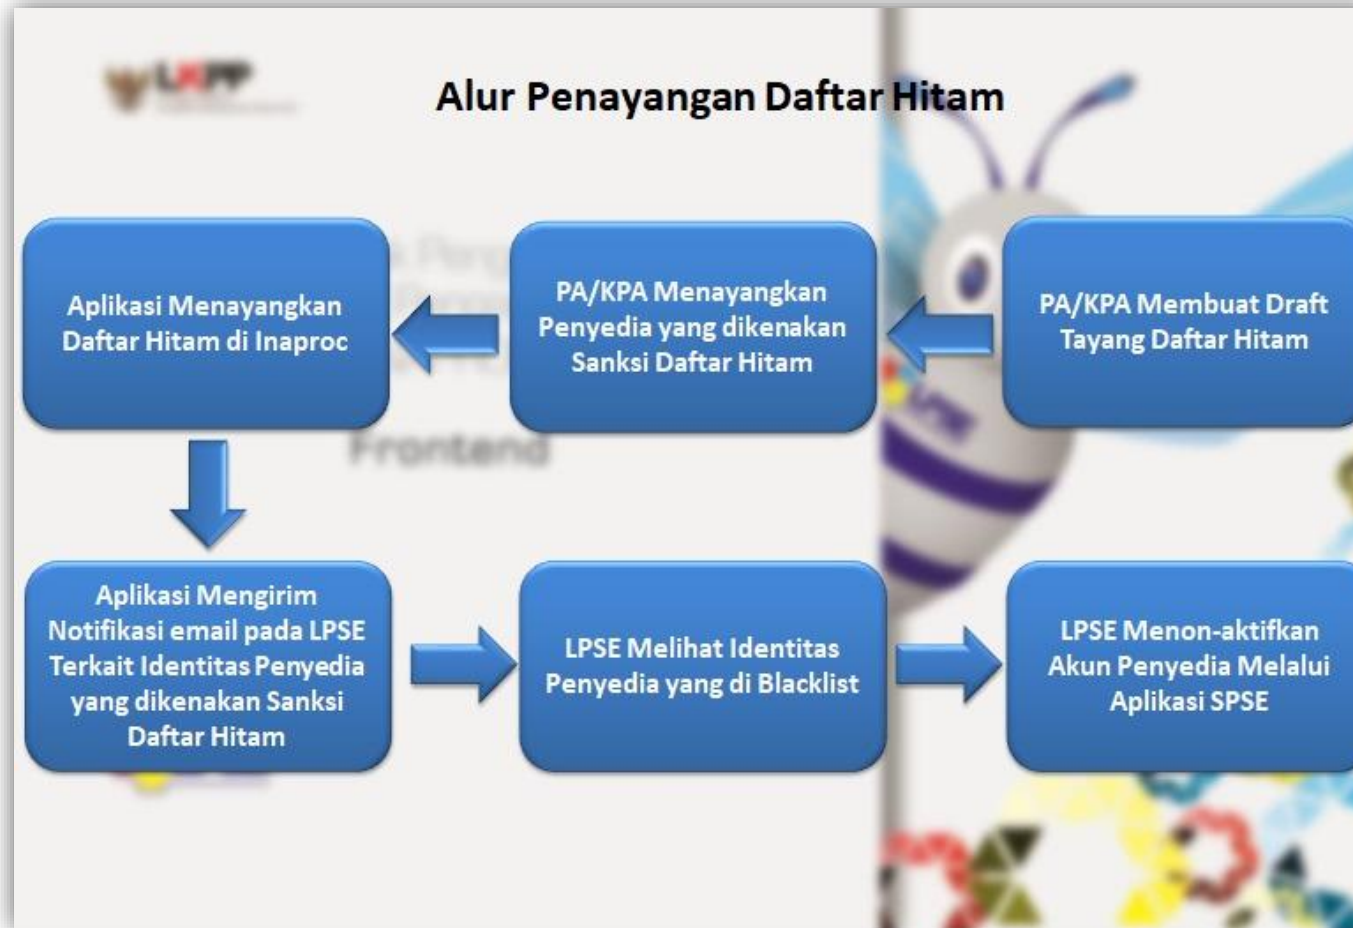 LKPP
Alur Penayangan Daftar Hitam
PA/KPA Membuat Draft
Tayang Daftar Hitam
PA/KPA Menayangkan
Penyedia yang dikenakan
Sanksi Daftar Hitam
Aplikasi Menayangkan
Daftar Hitam di Inaproc
Frontend
Aplikasi Mengirim
Notifikasi email pada LPSE
Terkait Identitas Penyedia
yang dikenakan Sanksi
Daftar Hitam
LPSE Melihat Identitas
Penyedia yang di Blacklist
LPSE Menon-aktifkan
Akun Penyedia Melalui
Aplikasi SPSE
LPSE